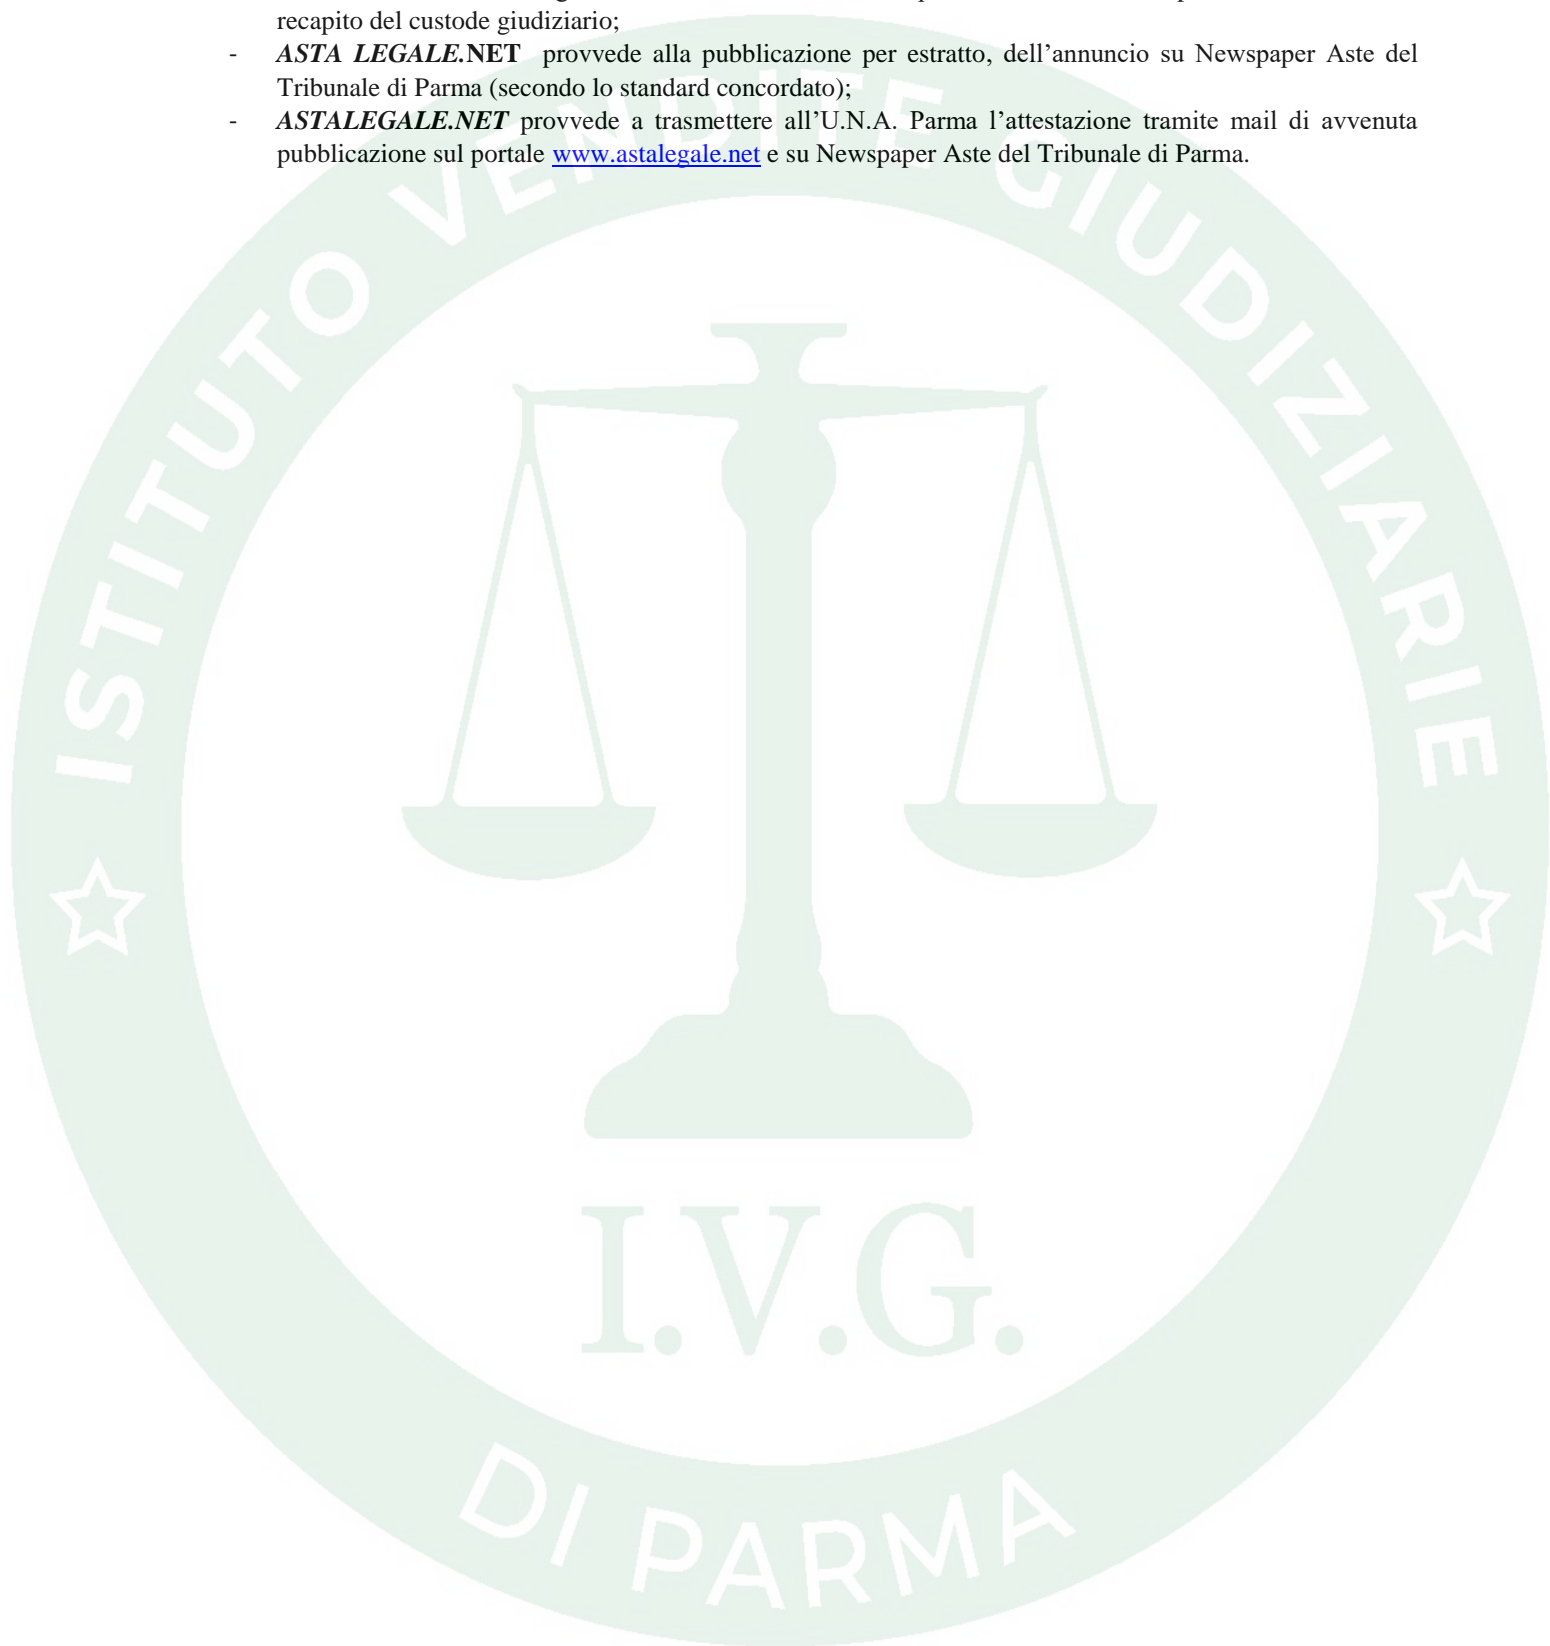 recapito del custode giudiziario;
- ASTA LEGALE.NET provvede alla pubblicazione per estratto, dell’annuncio su Newspaper Aste del
Tribunale di Parma (secondo lo standard concordato);
- ASTALEGALE.NET provvede a trasmettere all’U.N.A. Parma l’attestazione tramite mail di avvenuta
pubblicazione sul portale www.astalegale.net e su Newspaper Aste del Tribunale di Parma.
ISTITUTO VENDITE GIUDIZIARIE
I.V.G.
DI PARMA